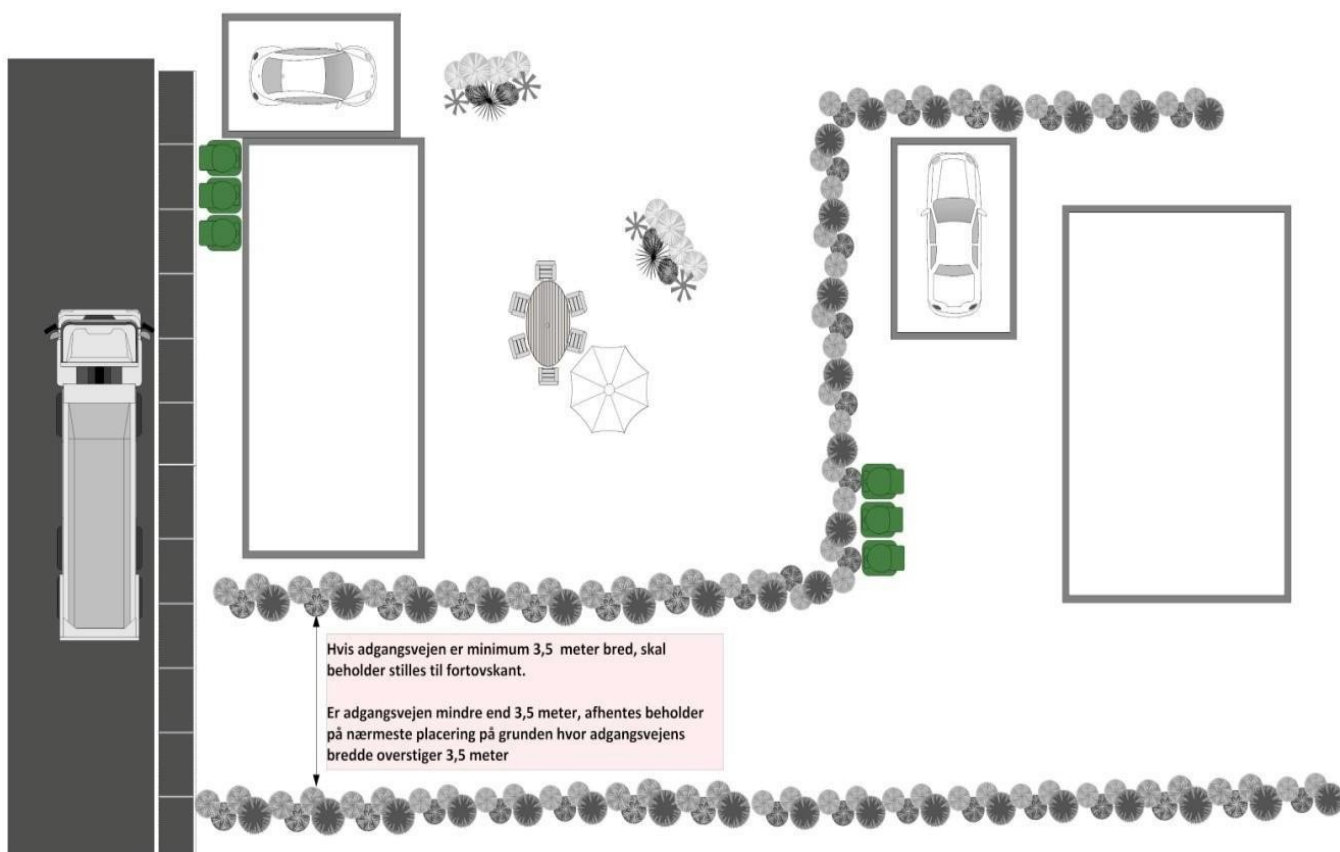 Hvis adgangsvejen er minimum 3,5 meter bred, skal
beholder stilles til fortovskant.
Er adgangsvejen mindre end 3,5 meter, afhentes beholder
på nærmeste placering på grunden hvor adgangsvejens
bredde overstiger 3,5 meter